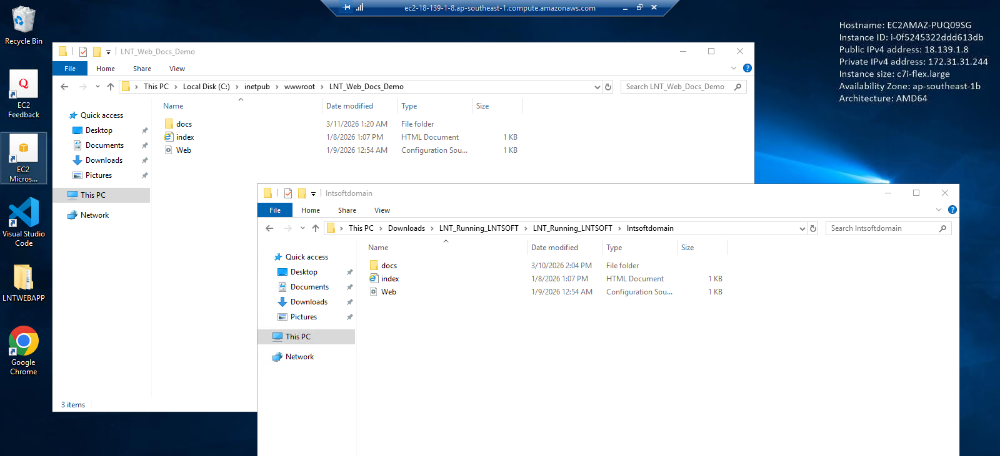 ec2-18-139-1-8.ap-southeast-1.compute.amazonaws.com
Hostname: EC2AMAZ-PUQ09SG
Instance ID: i-0f5245322ddd613db
Public IPv4 address: 18.139.1.8
Private IPv4 address: 172.31.31.244
Instance size: c7i-flex.large
Availability Zone: ap-southeast-1b
Architecture: AMD64
Recycle Bin
EC2
Feedback
EC2
Micros...
Visual Studio
Code
LNTWEBAPP
Google
Chrome
LNT_Web_Docs_Demo
File Home Share View
This PC Local Disk (C:) inetpub wwwroot LNT_Web_Docs_Demo
Search LNT_Web_Docs_Demo
Name Date modified Type Size
Quick access
Desktop
Documents
Downloads
Pictures
This PC
Network
docs 3/11/2026 1:20 AM File folder
index 1/8/2026 1:07 PM HTML Document 1 KB
Web 1/9/2026 12:54 AM Configuration Sou... 1 KB
3 items
lntsoftdomain
File Home Share View
This PC Downloads LNT_Running_LNTSOFT LNT_Running_LNTSOFT lntsoftdomain
Search lntsoftdomain
Name Date modified Type Size
Quick access
Desktop
Documents
Downloads
Pictures
This PC
Network
docs 3/10/2026 2:04 PM File folder
index 1/8/2026 1:07 PM HTML Document 1 KB
Web 1/9/2026 12:54 AM Configuration Sou... 1 KB